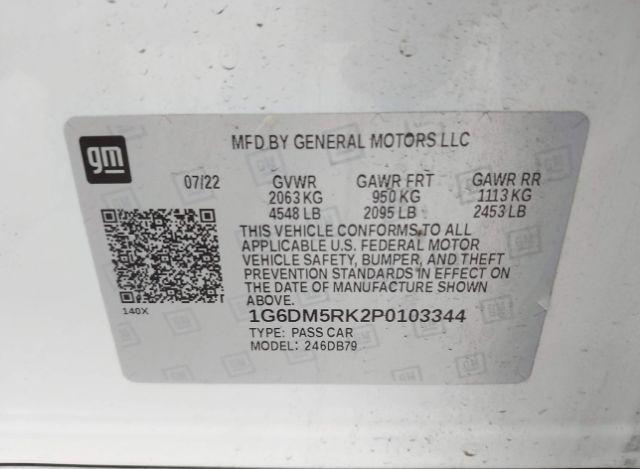 gm
MFD BY GENERAL MOTORS LLC
07/22 GVWR GAWR FRT GAWR RR
2063 KG 950 KG 1113 KG
4548 LB 2095 LB 2453 LB
THIS VEHICLE CONFORMS TO ALL
APPLICABLE U.S. FEDERAL MOTOR
VEHICLE SAFETY, BUMPER, AND THEFT
PREVENTION STANDARDS IN EFFECT ON
THE DATE OF MANUFACTURE SHOWN
ABOVE.
140X
1G6DM5RK2P0103344
TYPE: PASS CAR
MODEL: 246DB79